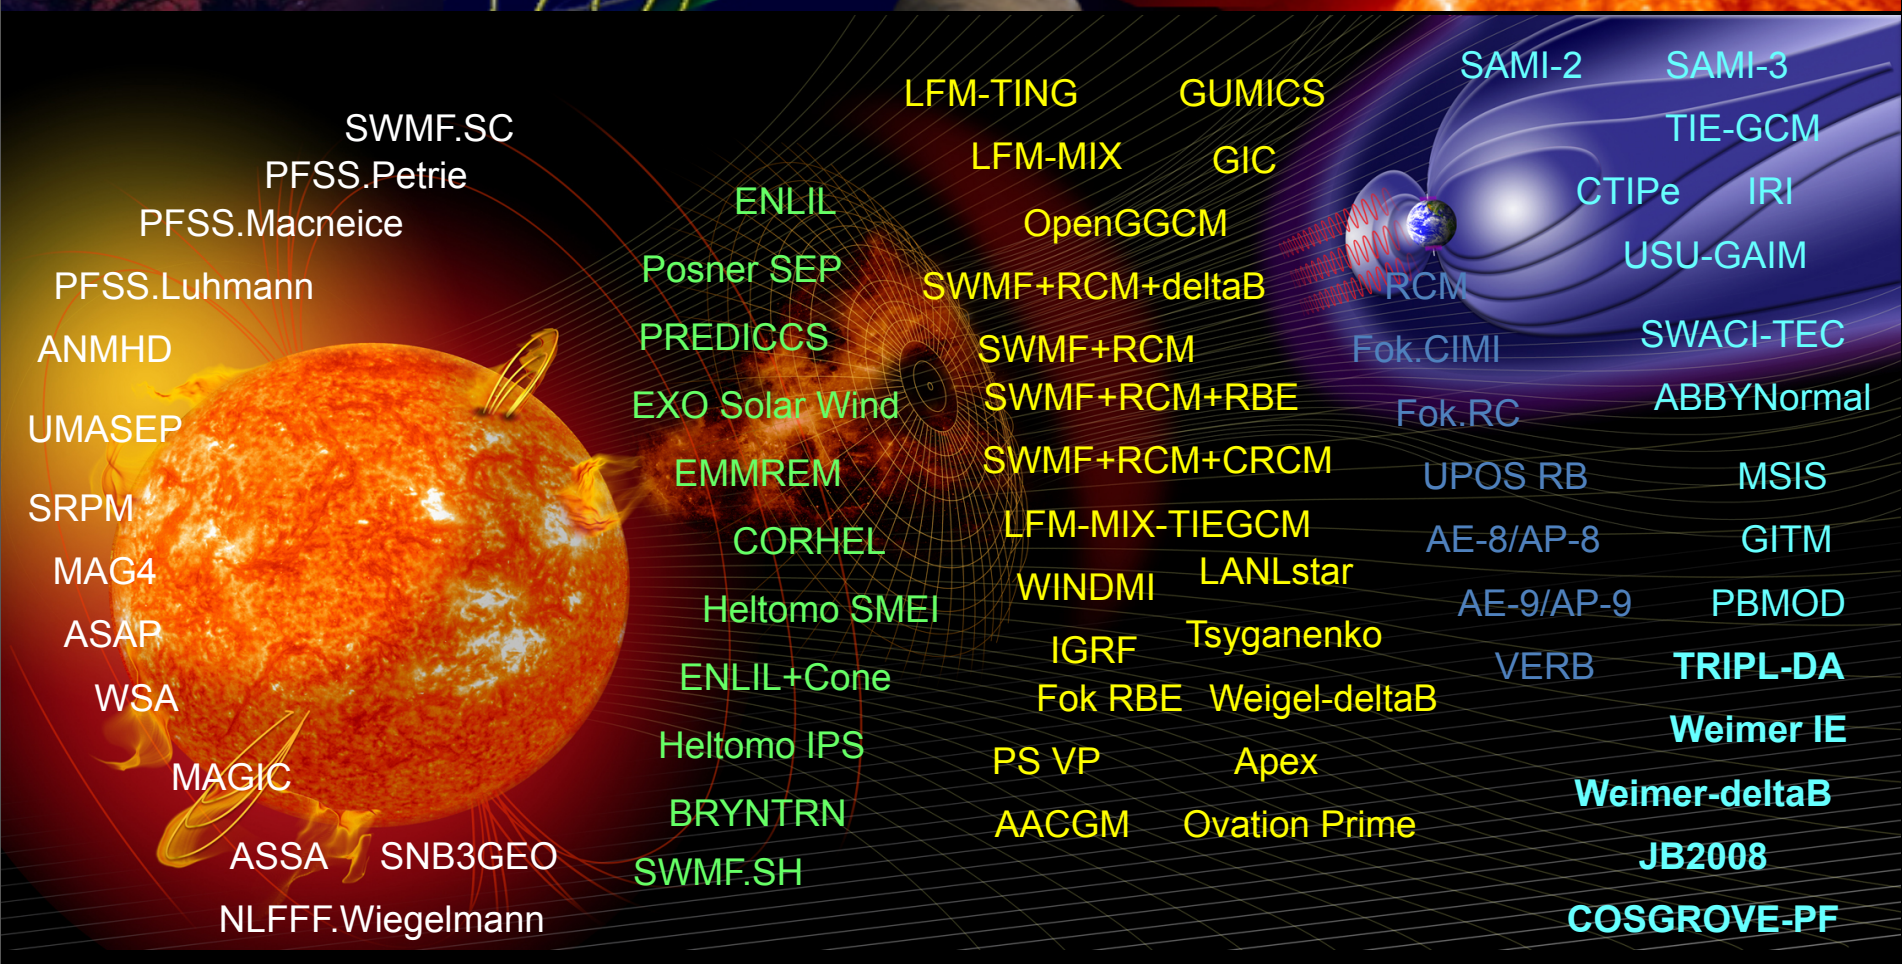 SWMF.SC
PFSS.Petrie
PFSS.Macneice
PFSS.Luhmann
ANMHD
UMASEP
SRPM
MAG4
ASAP
WSA
MAGIC
ASSA SNB3GEO
NLFFF.Wiegelmann
ENLIL
Posner SEP
PREDICCS
EXO Solar Wind
EMMREM
CORHEL
Heltomo SMEI
ENLIL+Cone
Heltomo IPS
BRYNTRN
SWMF.SH
LFM-TING GUMICS
LFM-MIX GIC
OpenGGCM
SWMF+RCM+deltaB
SWMF+RCM
SWMF+RCM+RBE
SWMF+RCM+CRCM
LFM-MIX-TIEGCM
WINDMI LANLstar
IGRF Tsyganenko
Fok RBE Weigel-deltaB
PS VP Apex
AACGM Ovation Prime
RCM
Fok.CIMI
Fok.RC
UPOS RB
AE-8/AP-8
AE-9/AP-9
VERB
SAMI-2 SAMI-3
TIE-GCM
CTIPe IRI
USU-GAIM
SWACI-TEC
ABBYNormal
MSIS
GITM
PBMOD
TRIPL-DA
Weimer IE
Weimer-deltaB
JB2008
COSGROVE-PF